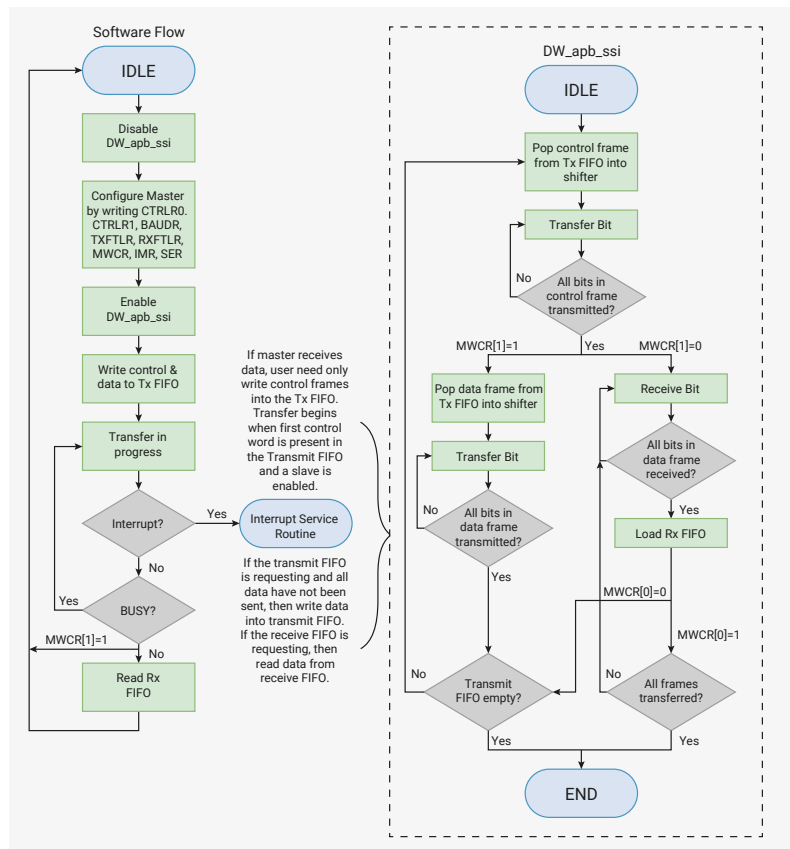 Software Flow
IDLE
Disable
DW_apb_ssi
Configure Master
by writing CTRLR0.
CTRLR1, BAUDR,
TXFTLR, RXFTLR,
MWCR, IMR, SER
Enable
DW_apb_ssi
Write control &
data to Tx FIFO
Transfer in
progress
Interrupt?
Yes
Interrupt Service
Routine
No
BUSY?
Yes
MWCR[1]=1
No
Read Rx
FIFO
If master receives
data, user need only
write control frames
into the Tx FIFO.
Transfer begins
when first control
word is present in
the Transmit FIFO
and a slave is
enabled.
If the transmit FIFO
is requesting and all
data have not been
sent, then write data
into transmit FIFO.
If the receive FIFO is
requesting, then
read data from
receive FIFO.
DW_apb_ssi
IDLE
Pop control frame
from Tx FIFO into
shifter
Transfer Bit
No
All bits in
control frame
transmitted?
MWCR[1]=1
Yes
MWCR[1]=0
Pop data frame from
Tx FIFO into shifter
Transfer Bit
No
All bits in
data frame
transmitted?
Yes
Receive Bit
All bits in
data frame
received?
Yes
Load Rx FIFO
MWCR[0]=0
MWCR[0]=1
No
Transmit
FIFO empty?
Yes
No
All frames
transferred?
Yes
END